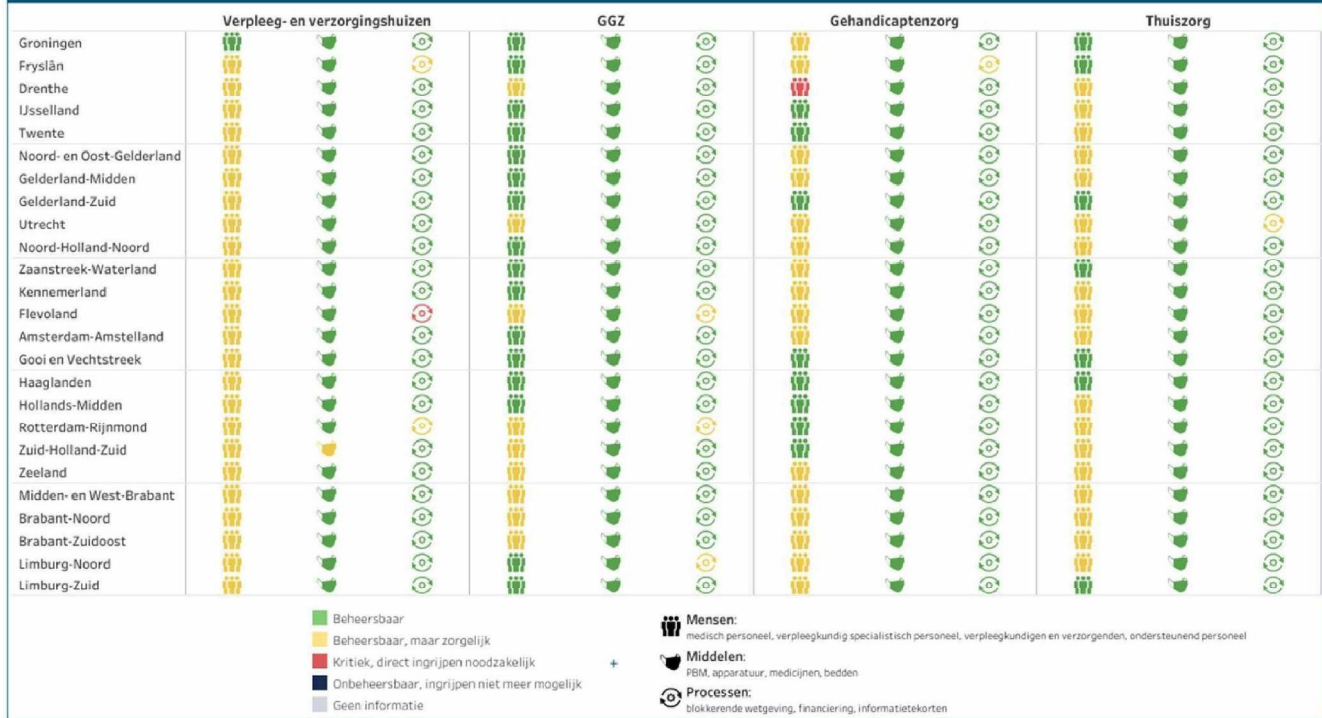 Verpleeg- en verzorgingshuizen GGZ Gehandicaptenzorg Thuiszorg
Groningen
Fryslân
Drenthe
IJsselland
Twente
Noord- en Oost-Gelderland
Gelderland-Midden
Gelderland-Zuid
Utrecht
Noord-Holland-Noord
Zaanstreek-Waterland
Kennemerland
Flevoland
Amsterdam-Amstelland
Gooi en Vechtstreek
Haaglanden
Hollands-Midden
Rotterdam-Rijnmond
Zuid-Holland-Zuid
Zeeland
Midden- en West-Brabant
Brabant-Noord
Brabant-Zuidoost
Limburg-Noord
Limburg-Zuid
Beheersbaar
Beheersbaar, maar zorgelijk
Kritiek, direct ingrijpen noodzakelijk
Onbeheersbaar, ingrijpen niet meer mogelijk
Geen informatie
+
Mensen:
medisch personeel, verpleegkundig specialistisch personeel, verpleegkundigen en verzorgenden, ondersteunend personeel
Middelen:
PBM, apparatuur, medicijnen, bedden
Processen:
blokkerende wetgeving, financiering, informatietekorten